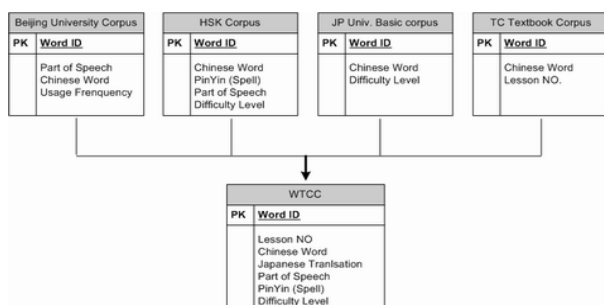 Beijing University Corpus
PK Word ID
Part of Speech
Chinese Word
Usage Frenquency
HSK Corpus
PK Word ID
Chinese Word
PinYin (Spell)
Part of Speech
Difficulty Level
JP Univ. Basic corpus
PK Word ID
Chinese Word
Difficulty Level
TC Textbook Corpus
PK Word ID
Chinese Word
Lesson NO.
WTCC
PK Word ID
Lesson NO
Chinese Word
Japanese Tranlsation
Part of Speech
PinYin (Spell)
Difficulty Level